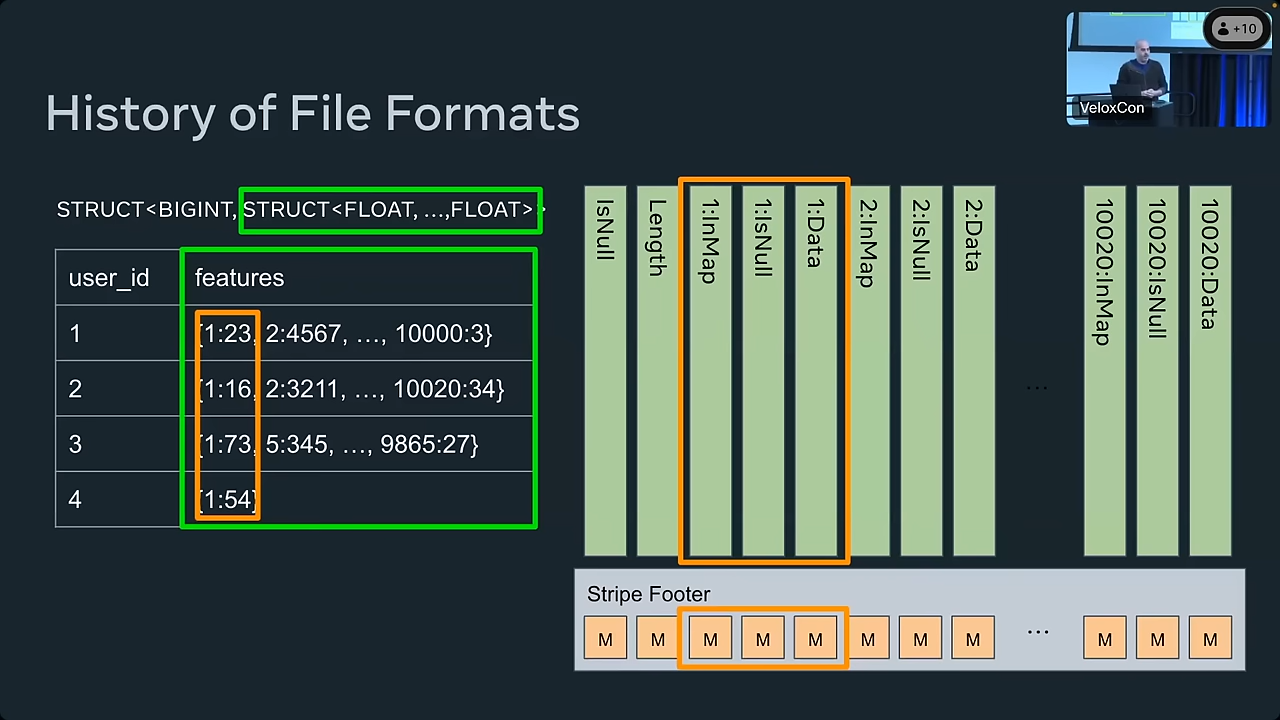 +10
VeloxCon
History of File Formats
STRUCT<BIGINT, STRUCT<FLOAT, ...,FLOAT>>
user_id features
1 {1:23, 2:4567, ..., 10000:3}
2 {1:16, 2:3211, ..., 10020:34}
3 {1:73, 5:345, ..., 9865:27}
4 {1:54}
IsNull
Length
1:InMap
1:IsNull
1:Data
2:InMap
2:IsNull
2:Data
...
10020:InMap
10020:IsNull
10020:Data
Stripe Footer
M M M M M M M M ... M M M